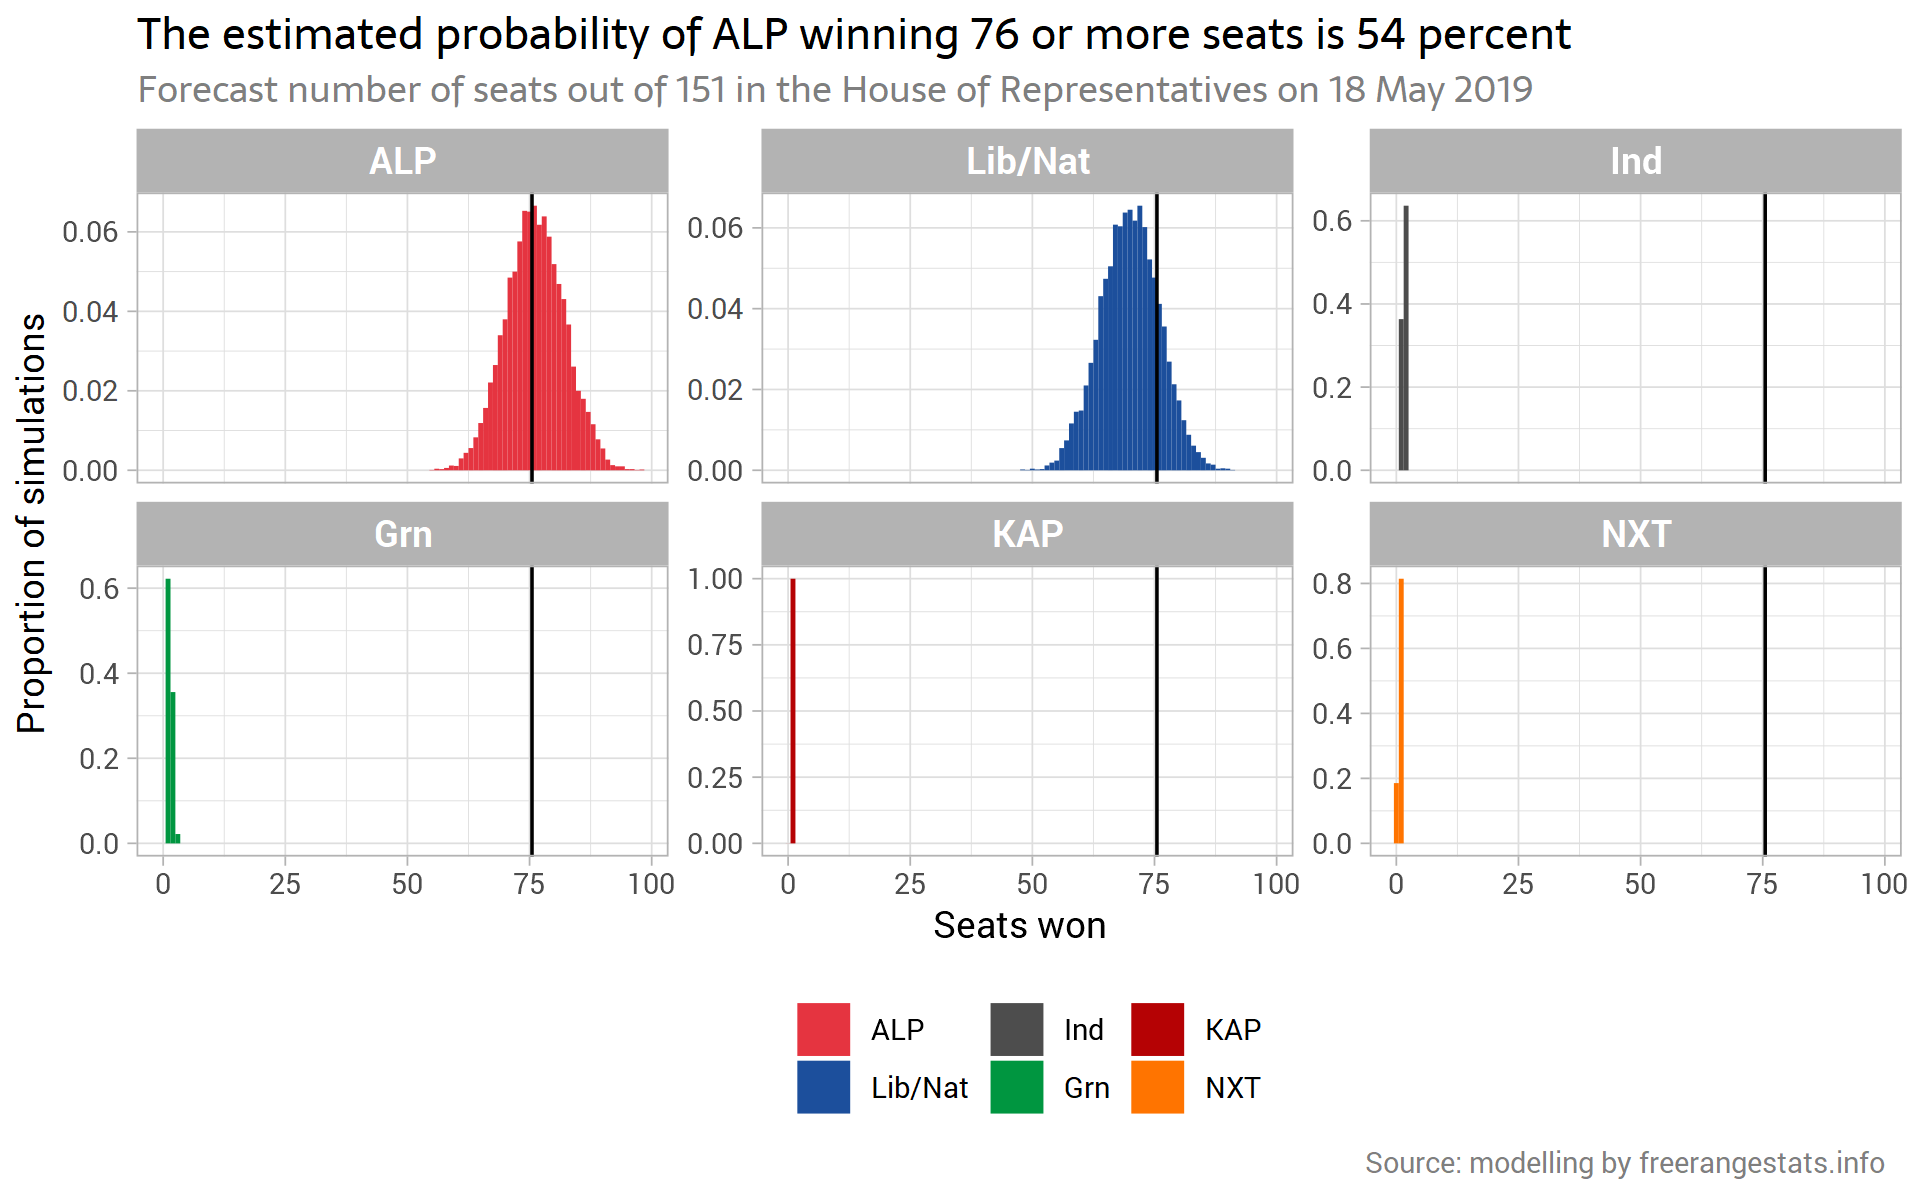 The estimated probability of ALP winning 76 or more seats is 54 percent
Forecast number of seats out of 151 in the House of Representatives on 18 May 2019
ALP
Lib/Nat
Ind
0.06
0.04
0.02
0.00
0.06
0.04
0.02
0.00
0.6
0.4
0.2
0.0
Proportion of simulations
Grn
KAP
NXT
0.6
0.4
0.2
0.0
1.00
0.75
0.50
0.25
0.00
0.8
0.6
0.4
0.2
0.0
0 25 50 75 100
0 25 50 75 100
0 25 50 75 100
Seats won
ALP
Ind
KAP
Lib/Nat
Grn
NXT
Source: modelling by freerangestats.info